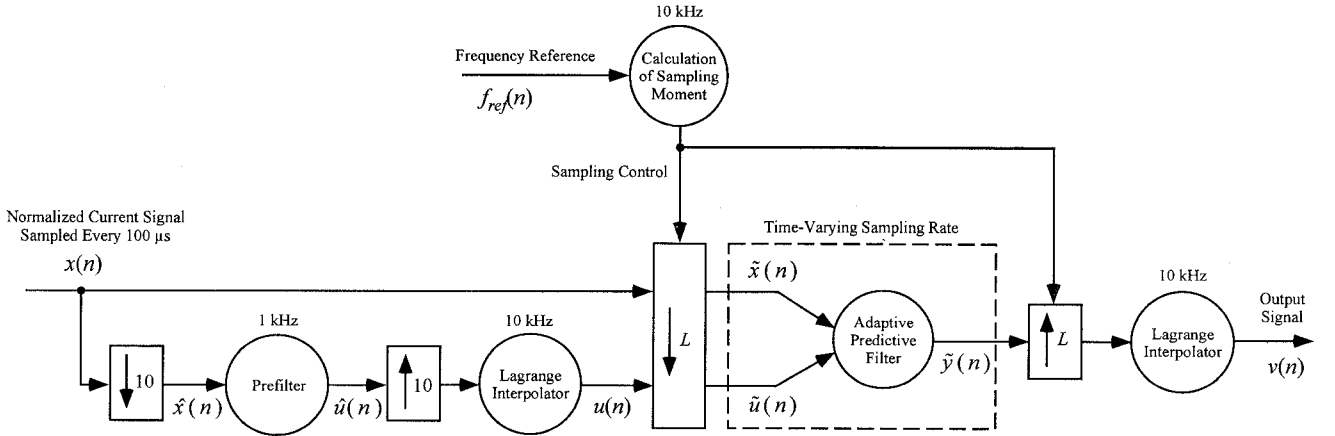 10 kHz
Calculation
of Sampling
Moment
Frequency Reference
f_ref(n)
Sampling Control
Normalized Current Signal
Sampled Every 100 µs
x(n)
Time-Varying Sampling Rate
x̃(n)
L
Adaptive
Predictive
Filter
ỹ(n)
ũ(n)
L
10 kHz
Lagrange
Interpolator
Output
Signal
v(n)
10
x̂(n)
1 kHz
Prefilter
û(n)
10
10 kHz
Lagrange
Interpolator
u(n)